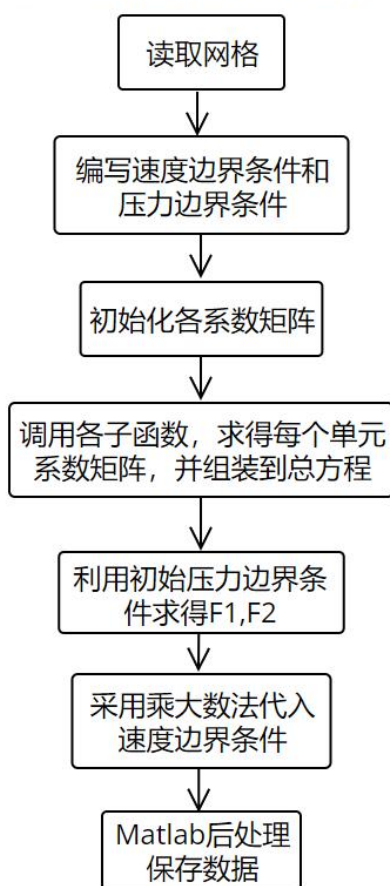 读取网格
编写速度边界条件和
压力边界条件
初始化各系数矩阵
调用各子函数，求得每个单元
系数矩阵，并组装到总方程
利用初始压力边界条
件求得F1,F2
采用乘大数法代入
速度边界条件
Matlab后处理
保存数据